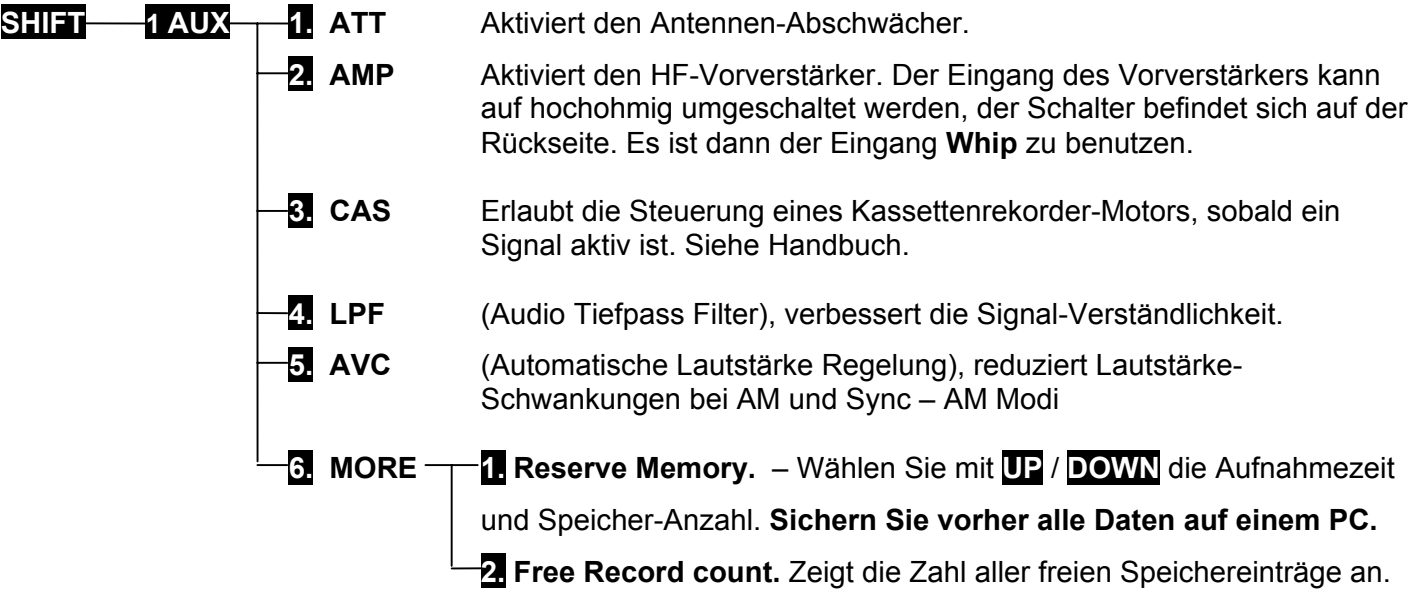 SHIFT 1 AUX 1. ATT Aktiviert den Antennen-Abschwächer.
2. AMP Aktiviert den HF-Vorverstärker. Der Eingang des Vorverstärkers kann
auf hochohmig umgeschaltet werden, der Schalter befindet sich auf der
Rückseite. Es ist dann der Eingang Whip zu benutzen.
3. CAS Erlaubt die Steuerung eines Kassettenrekorder-Motors, sobald ein
Signal aktiv ist. Siehe Handbuch.
4. LPF (Audio Tiefpass Filter), verbessert die Signal-Verständlichkeit.
5. AVC (Automatische Lautstärke Regelung), reduziert Lautstärke-
Schwankungen bei AM und Sync – AM Modi
6. MORE 1. Reserve Memory. – Wählen Sie mit UP / DOWN die Aufnahmezeit
und Speicher-Anzahl. Sichern Sie vorher alle Daten auf einem PC.
2. Free Record count. Zeigt die Zahl aller freien Speichereinträge an.